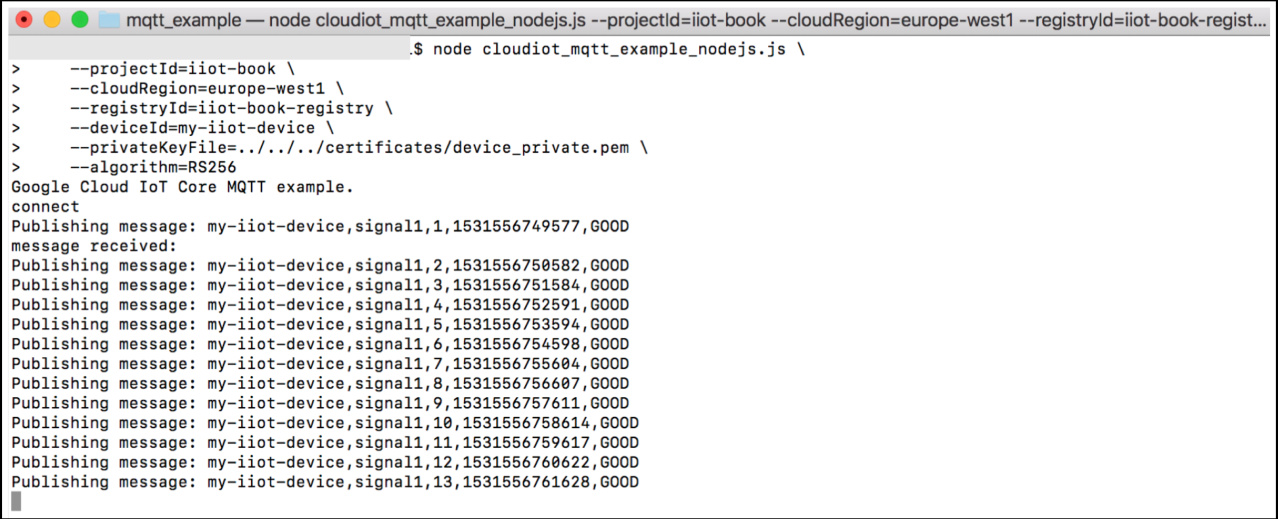 mqtt_example — node cloudiot_mqtt_example_nodejs.js --projectId=iiot-book --cloudRegion=europe-west1 --registryId=iiot-book-regist...
$ node cloudiot_mqtt_example_nodejs.js \
>     --projectId=iiot-book \
>     --cloudRegion=europe-west1 \
>     --registryId=iiot-book-registry \
>     --deviceId=my-iiot-device \
>     --privateKeyFile=../../../certificates/device_private.pem \
>     --algorithm=RS256
Google Cloud IoT Core MQTT example.
connect
Publishing message: my-iiot-device,signal1,1,1531556749577,GOOD
message received:
Publishing message: my-iiot-device,signal1,2,1531556750582,GOOD
Publishing message: my-iiot-device,signal1,3,1531556751584,GOOD
Publishing message: my-iiot-device,signal1,4,1531556752591,GOOD
Publishing message: my-iiot-device,signal1,5,1531556753594,GOOD
Publishing message: my-iiot-device,signal1,6,1531556754598,GOOD
Publishing message: my-iiot-device,signal1,7,1531556755604,GOOD
Publishing message: my-iiot-device,signal1,8,1531556756607,GOOD
Publishing message: my-iiot-device,signal1,9,1531556757611,GOOD
Publishing message: my-iiot-device,signal1,10,1531556758614,GOOD
Publishing message: my-iiot-device,signal1,11,1531556759617,GOOD
Publishing message: my-iiot-device,signal1,12,1531556760622,GOOD
Publishing message: my-iiot-device,signal1,13,1531556761628,GOOD